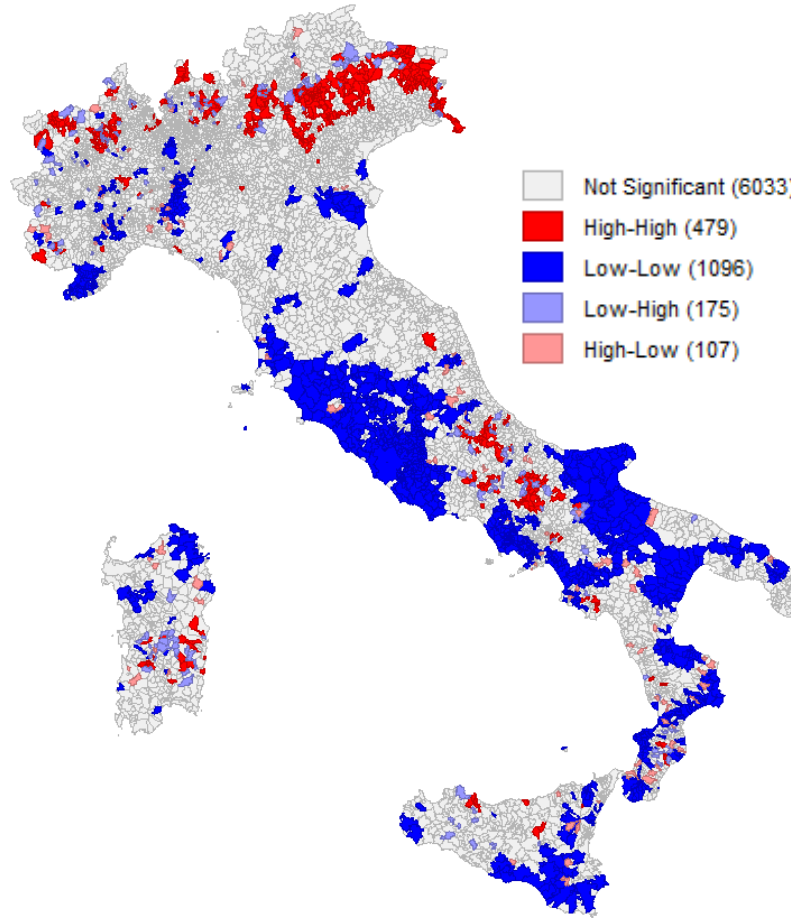 Not Significant (6033)
High-High (479)
Low-Low (1096)
Low-High (175)
High-Low (107)